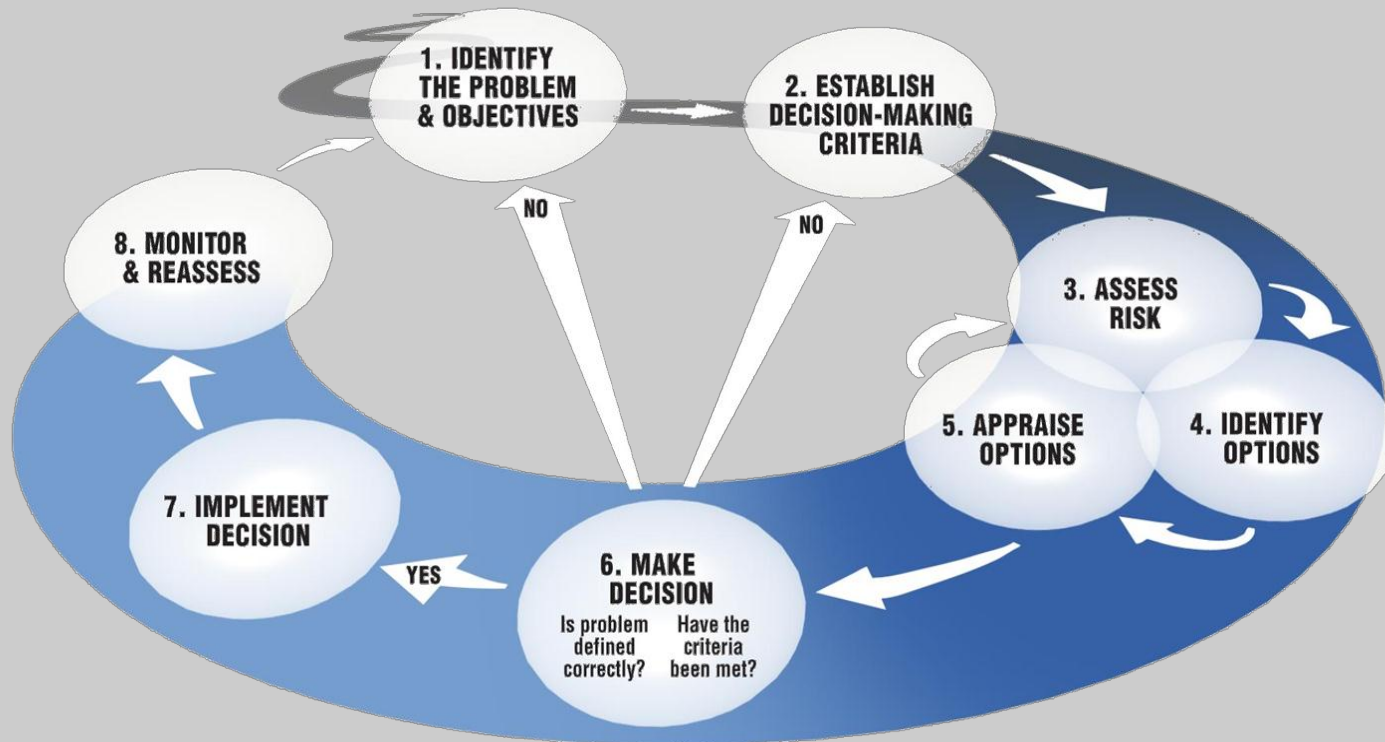 1. IDENTIFY
THE PROBLEM
& OBJECTIVES
2. ESTABLISH
DECISION-MAKING
CRITERIA
NO
NO
8. MONITOR
& REASSESS
3. ASSESS
RISK
5. APPRAISE
OPTIONS
4. IDENTIFY
OPTIONS
7. IMPLEMENT
DECISION
YES
6. MAKE
DECISION
Is problem
defined
correctly?
Have the
criteria
been met?